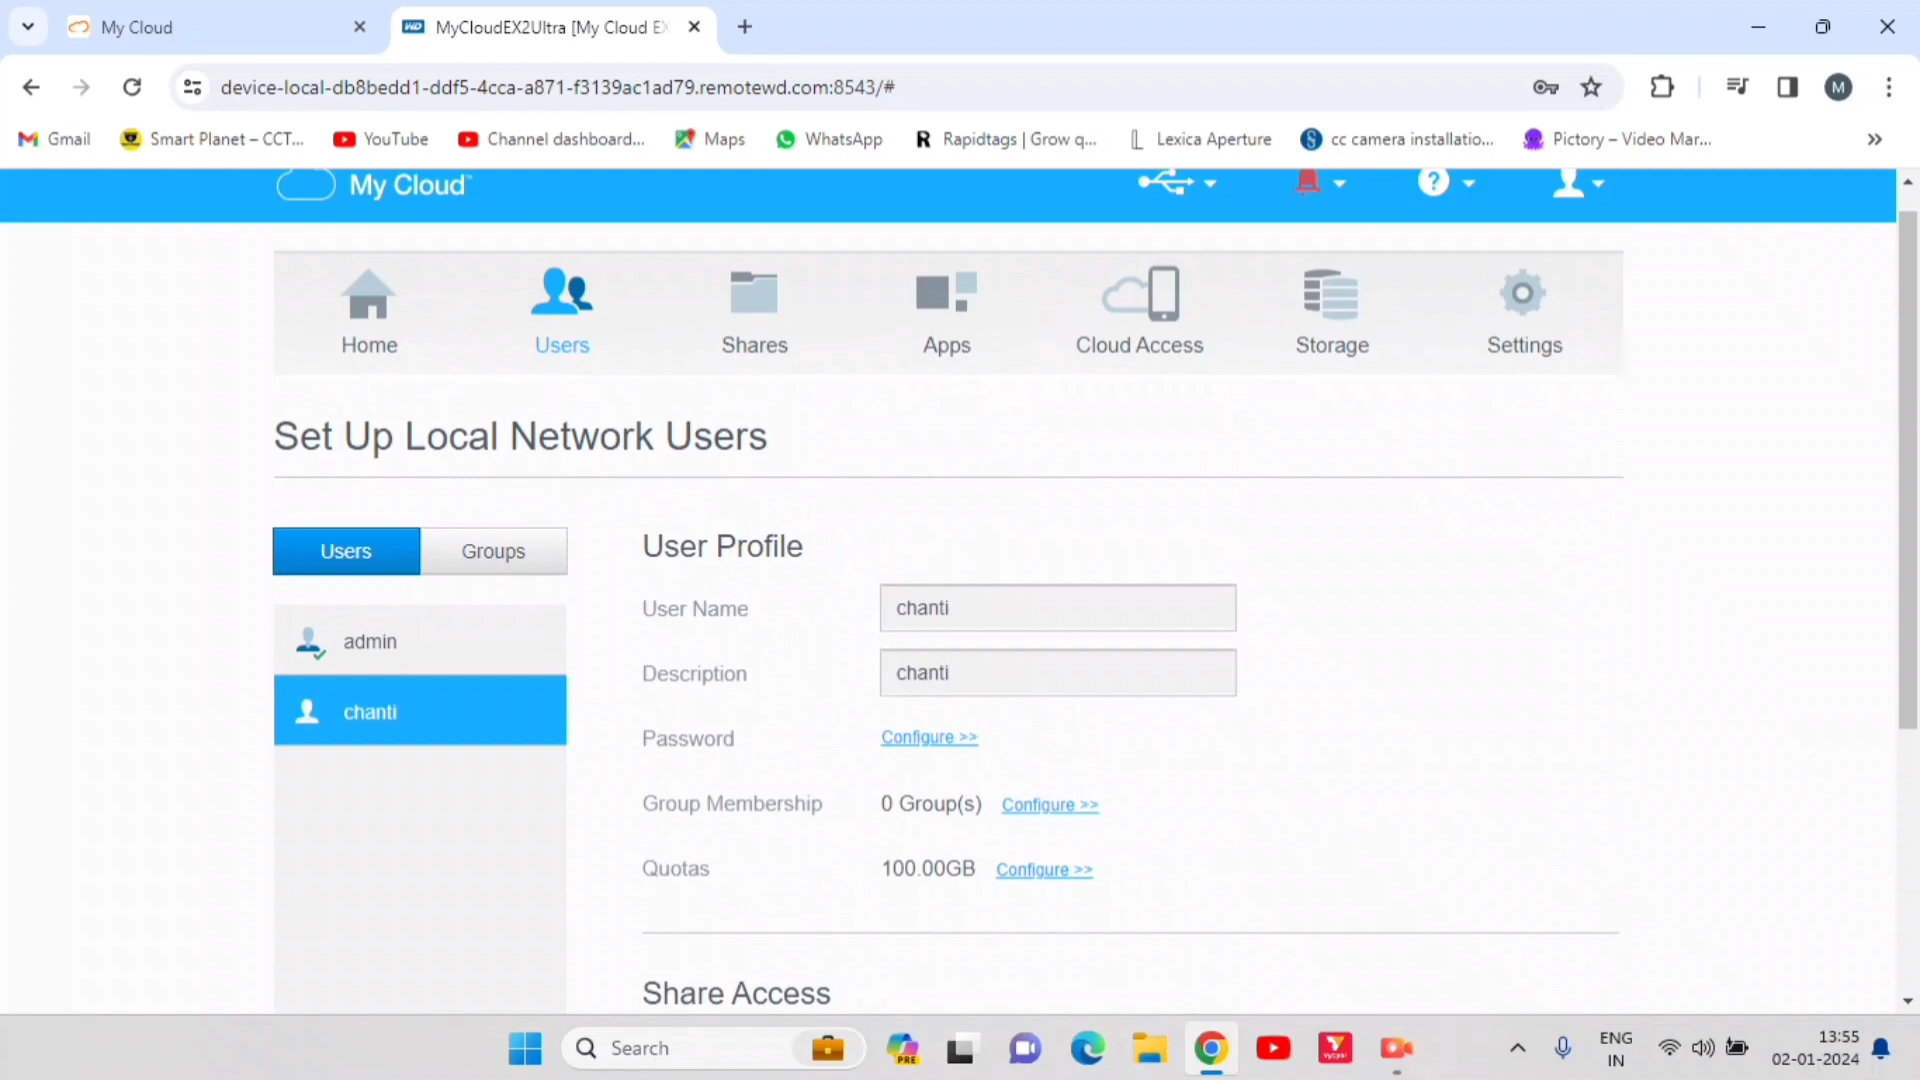 My Cloud
MyCloudEX2Ultra [My Cloud EX
device-local-db8bedd1-ddf5-4cca-a871-f3139ac1ad79.remotewd.com:8543/#
M
Gmail
Smart Planet – CCT...
YouTube
Channel dashboard...
Maps
WhatsApp
Rapidtags | Grow q...
Lexica Aperture
cc camera installatio...
Pictory – Video Mar...
My Cloud™
Home
Users
Shares
Apps
Cloud Access
Storage
Settings
Set Up Local Network Users
Users
Groups
admin
chanti
User Profile
User Name
chanti
Description
chanti
Password
Configure >>
Group Membership
0 Group(s)
Configure >>
Quotas
100.00GB
Configure >>
Share Access
Search
PRE
ENG
IN
13:55
02-01-2024